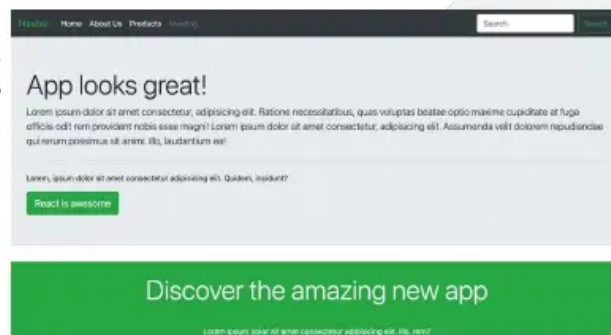 Navbar Home About Us Products Meeting Search Search
App looks great!
Lorem ipsum dolor sit amet consectetur, adipisicing elit. Ratione necessitatibus, quas voluptas beatae optio maxime cupiditate at fuga
officiis odit rem provident nobis esse magni! Lorem ipsum dolor sit amet consectetur, adipisicing elit. Assumenda velit dolorem repudiandae
qui rerum possimus sit animi. Illo, laudantium ea!
Lorem, ipsum dolor sit amet consectetur adipisicing elit. Quidem, incidunt?
React is awesome
Discover the amazing new app
Lorem ipsum dolor sit amet consectetur adipisicing elit. Illo, rem?